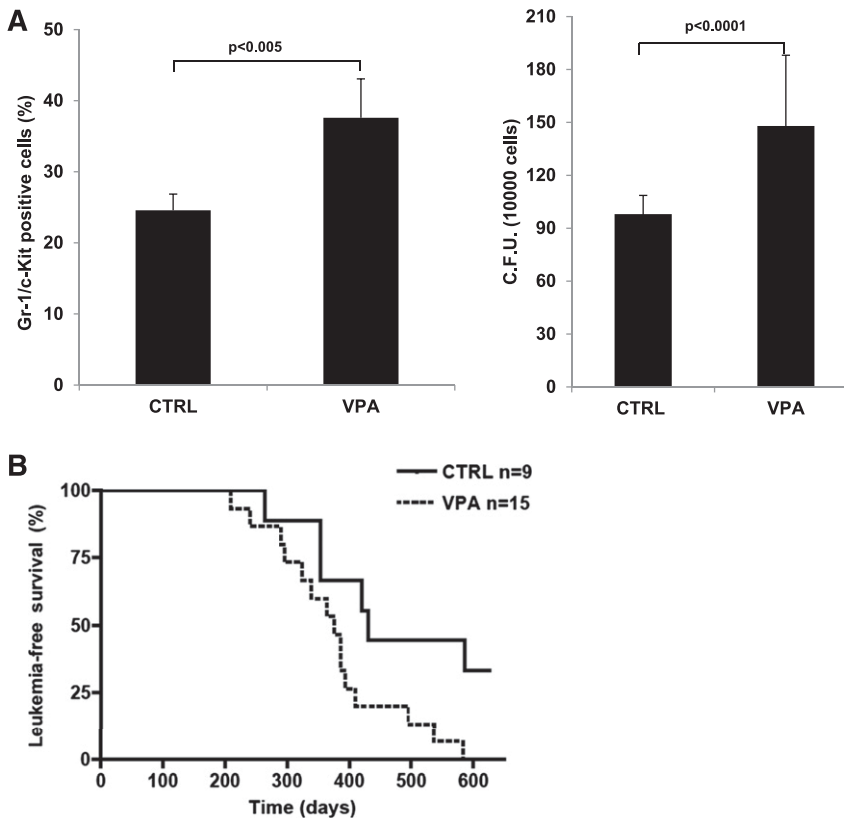 A
Gr-1/c-Kit positive cells (%)
50
40
30
20
10
0
p<0.005
CTRL
VPA
C.F.U. (10000 cells)
210
180
150
120
90
60
30
0
p<0.0001
CTRL
VPA
B
CTRL n=9
VPA n=15
Leukemia-free survival (%)
100
75
50
25
0
0 100 200 300 400 500 600
Time (days)